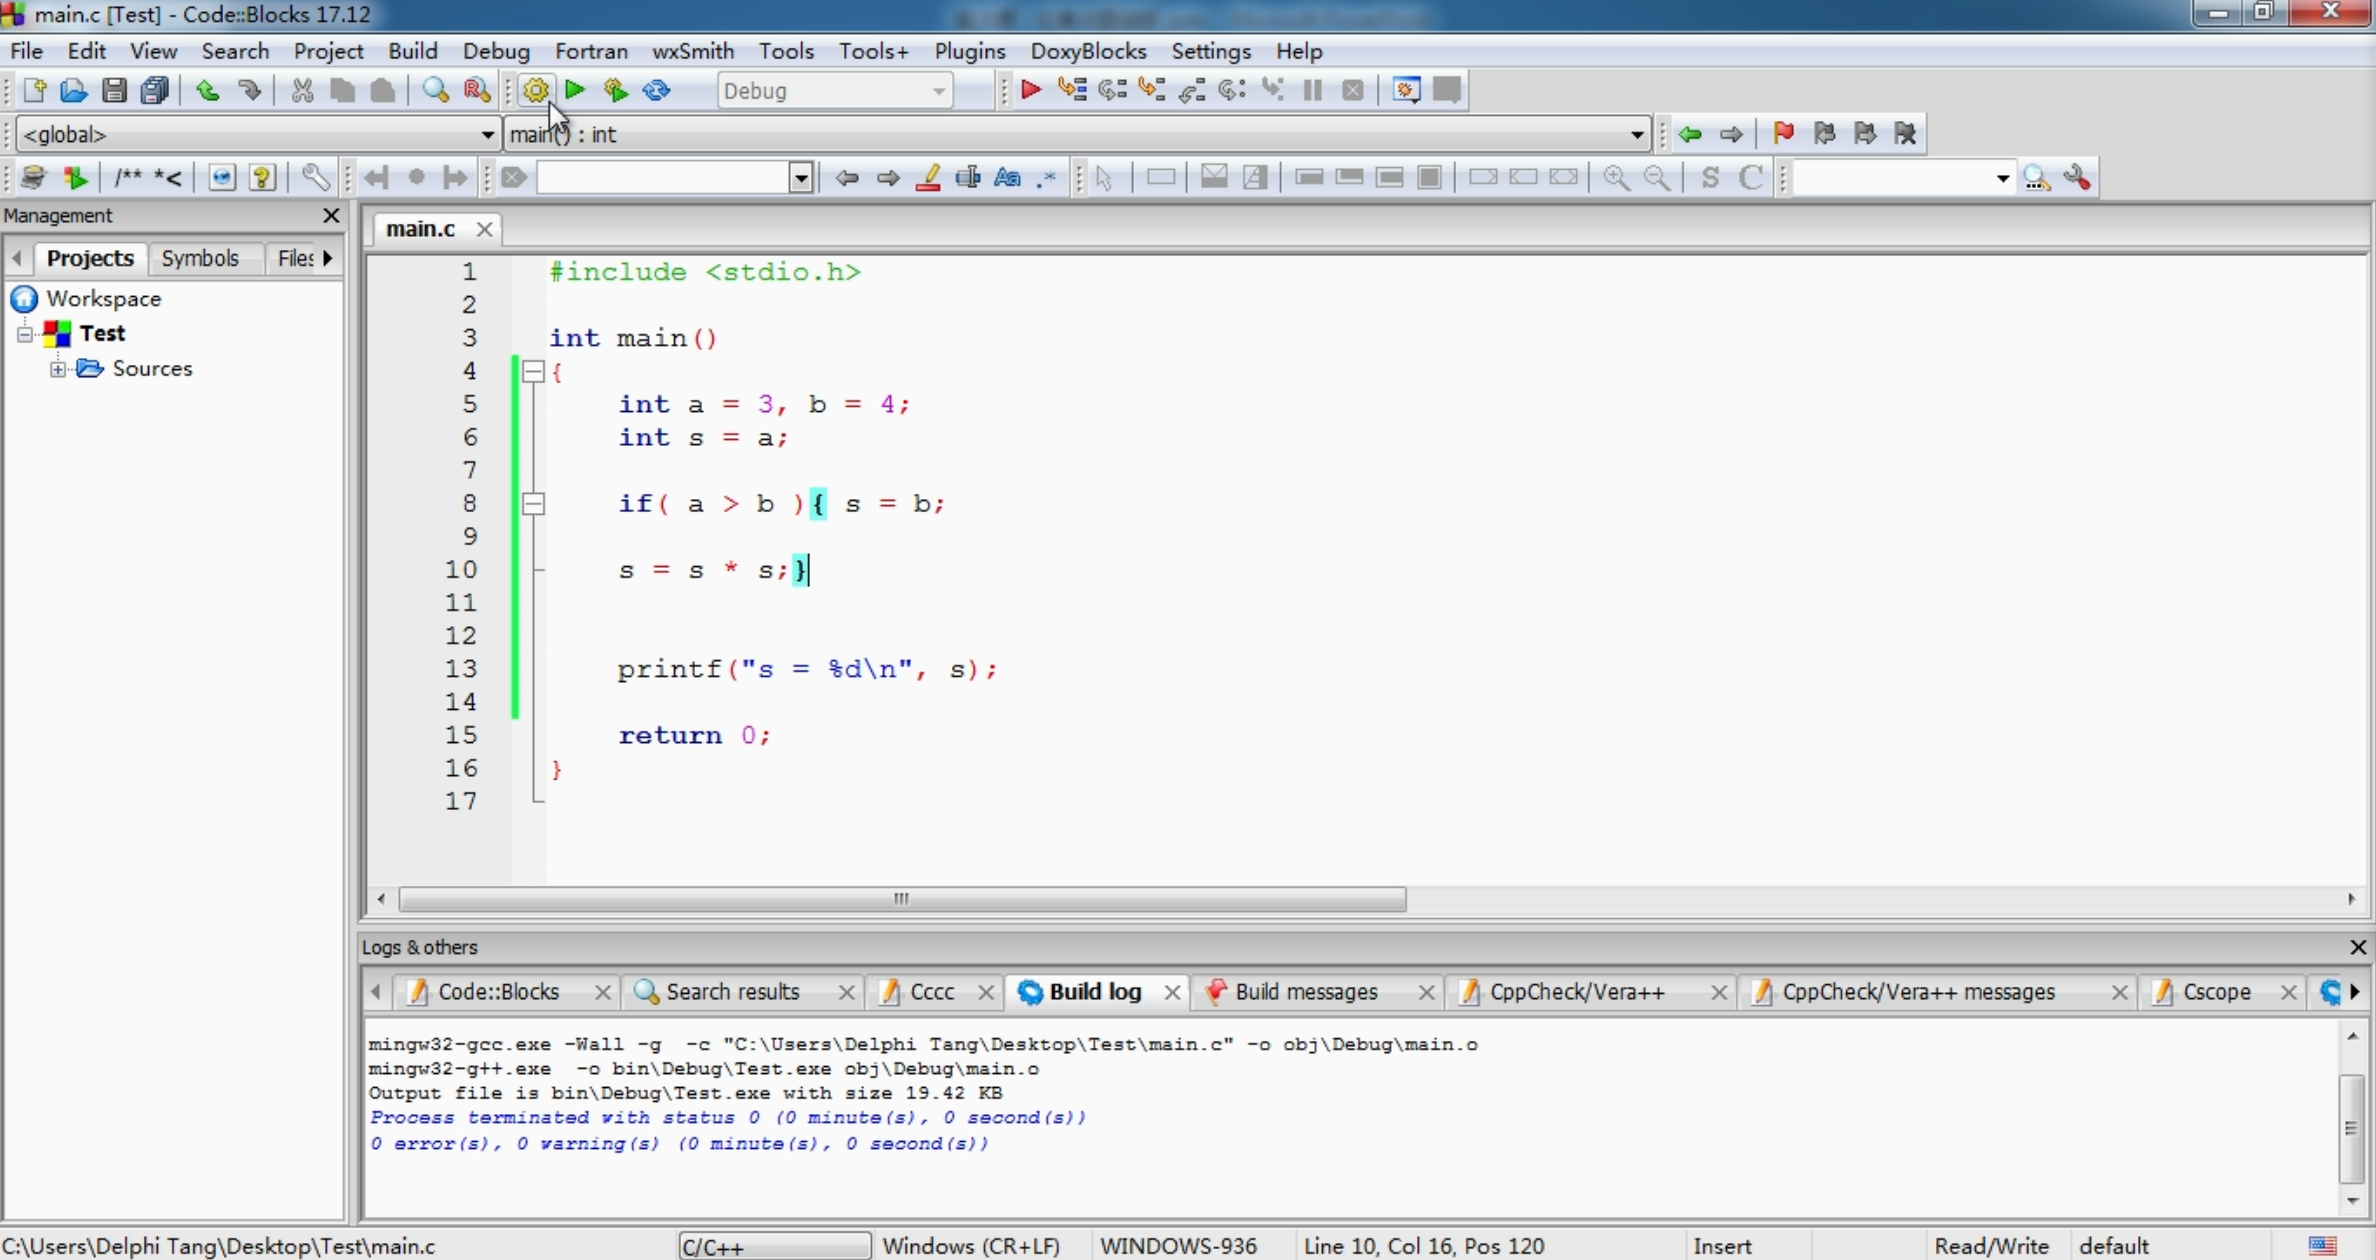 main.c [Test] - Code::Blocks 17.12
File Edit View Search Project Build Debug Fortran wxSmith Tools Tools+ Plugins DoxyBlocks Settings Help
Debug
<global> main() : int
/** *<
Management
Projects Symbols Files
Workspace
Test
Sources
main.c
1 #include <stdio.h>
2
3 int main()
4 {
5 int a = 3, b = 4;
6 int s = a;
7
8 if( a > b ){ s = b;
9
10 s = s * s;}
11
12
13 printf("s = %d\n", s);
14
15 return 0;
16 }
17
Logs & others
Code::Blocks Search results Cccc Build log Build messages CppCheck/Vera++ CppCheck/Vera++ messages Cscope
mingw32-gcc.exe -Wall -g -c "C:\Users\Delphi Tang\Desktop\Test\main.c" -o obj\Debug\main.o
mingw32-g++.exe -o bin\Debug\Test.exe obj\Debug\main.o
Output file is bin\Debug\Test.exe with size 19.42 KB
Process terminated with status 0 (0 minute(s), 0 second(s))
0 error(s), 0 warning(s) (0 minute(s), 0 second(s))
C:\Users\Delphi Tang\Desktop\Test\main.c C/C++ Windows (CR+LF) WINDOWS-936 Line 10, Col 16, Pos 120 Insert Read/Write default